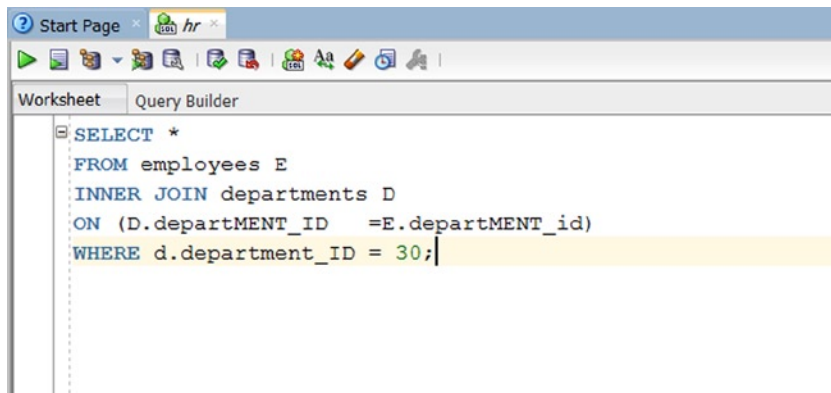 Start Page hr
Worksheet Query Builder
SELECT *
FROM employees E
INNER JOIN departments D
ON (D.departMENT_ID   =E.departMENT_id)
WHERE d.department_ID = 30;